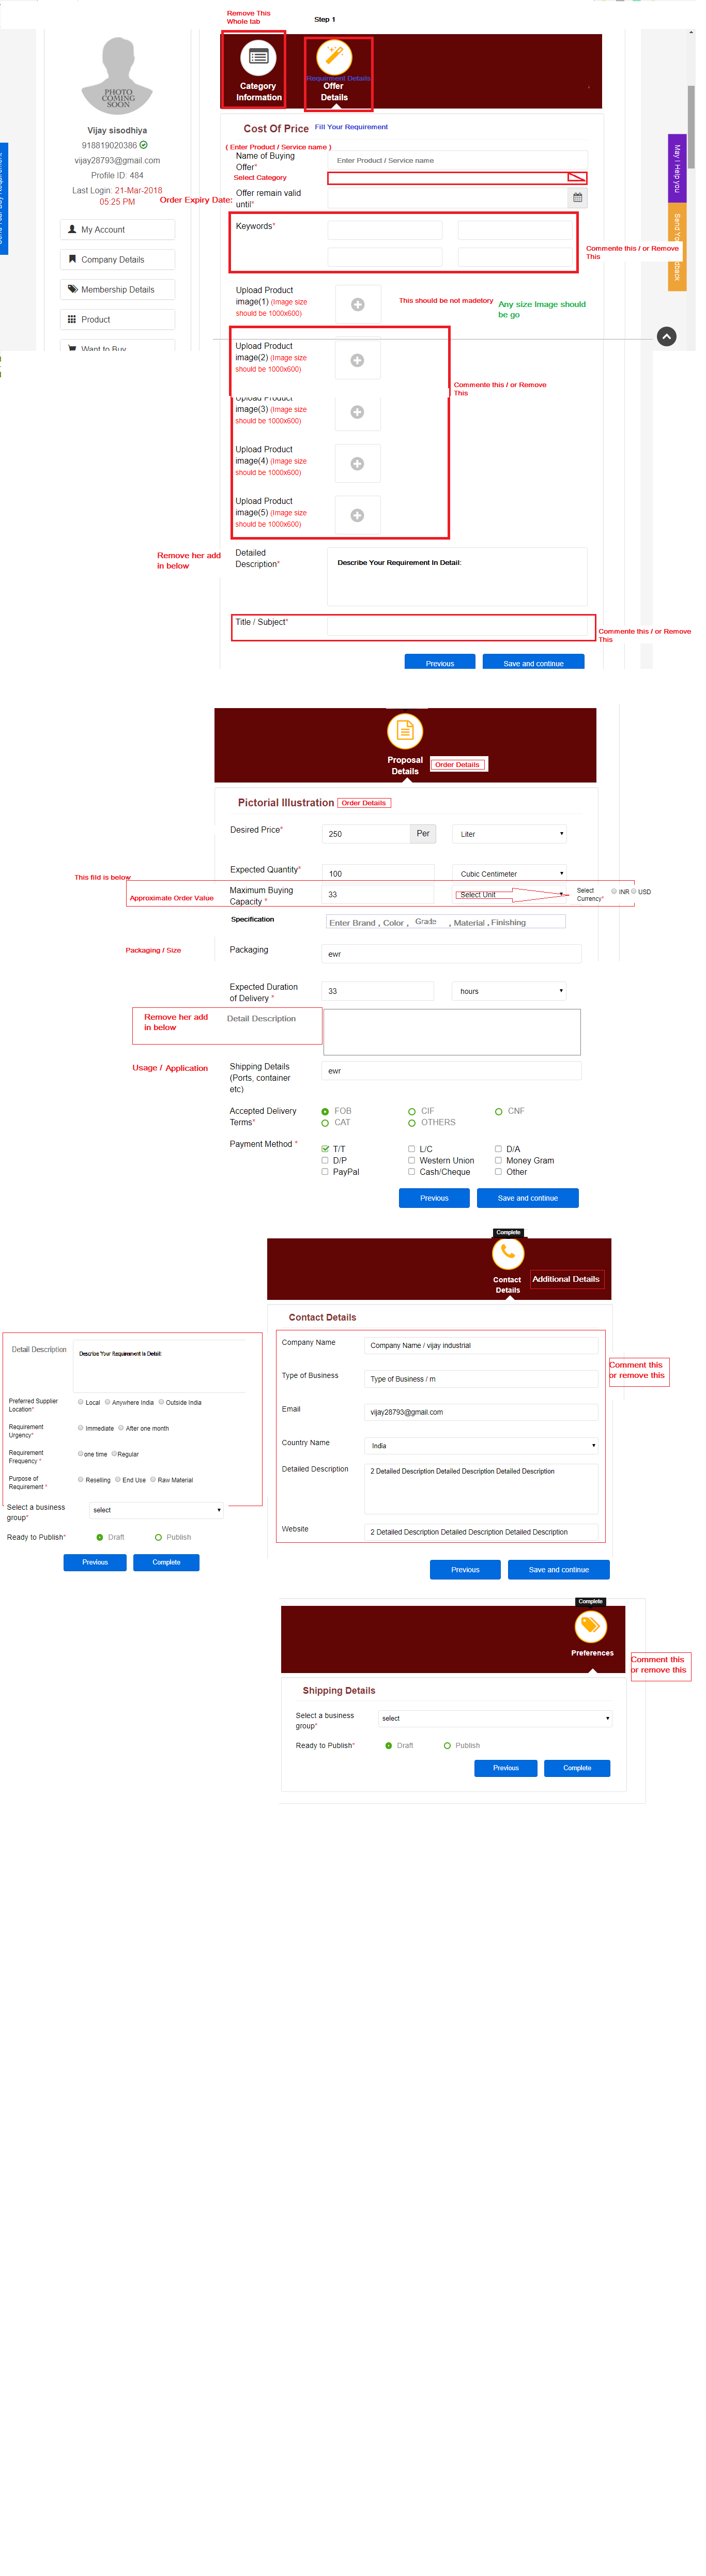 Remove This
Whole tab
Step 1
PHOTO
COMING
SOON
Category
Information
Requirment Details
Offer
Details
Vijay sisodhiya
918819020386
vijay28793@gmail.com
Profile ID: 484
Last Login: 21-Mar-2018
05:25 PM
My Account
Company Details
Membership Details
Product
Want to Buy
May I Help you
Cost Of Price
Fill Your Requirement
( Enter Product / Service name )
Name of Buying
Offer*
Enter Product / Service name
Select Category
Order Expiry Date:
Offer remain valid
until*
Keywords*
Commente this / or Remove
This
Upload Product
image(1) (Image size
should be 1000x600)
This should be not madetory
Any size Image should
be go
Upload Product
image(2) (Image size
should be 1000x600)
Commente this / or Remove
This
Upload Product
image(3) (Image size
should be 1000x600)
Upload Product
image(4) (Image size
should be 1000x600)
Upload Product
image(5) (Image size
should be 1000x600)
Remove her add
in below
Detailed
Description*
Describe Your Requirement In Detail:
Title / Subject*
Commente this / or Remove
This
Previous
Save and continue
Proposal
Details
Order Details
Pictorial Illustration
Order Details
Desired Price*
250
Per
Liter
Expected Quantity*
100
Cubic Centimeter
This fild is below
Approximate Order Value
Maximum Buying
Capacity *
33
Select Unit
Select
Currency*
INR
USD
Specification
Enter Brand , Color , Grade , Material , Finishing
Packaging / Size
Packaging
ewr
Expected Duration
of Delivery *
33
hours
Remove her add
in below
Detail Description
Usage / Application
Shipping Details
(Ports, container
etc)
ewr
Accepted Delivery
Terms*
FOB
CIF
CNF
CAT
OTHERS
Payment Method *
T/T
L/C
D/A
D/P
Western Union
Money Gram
PayPal
Cash/Cheque
Other
Previous
Save and continue
Complete
Contact
Details
Additional Details
Contact Details
Company Name
Company Name / vijay industrial
Type of Business
Type of Business / m
Email
vijay28793@gmail.com
Country Name
India
Detailed Description
2 Detailed Description Detailed Description Detailed Description
Website
2 Detailed Description Detailed Description Detailed Description
Comment this
or remove this
Previous
Save and continue
Detail Description
Describe Your Requirement In Detail:
Preferred Supplier
Location*
Local
Anywhere India
Outside India
Requirement
Urgency*
Immediate
After one month
Requirement
Frequency *
one time
Regular
Purpose of
Requirement *
Reselling
End Use
Raw Material
Select a business
group*
select
Ready to Publish*
Draft
Publish
Previous
Complete
Complete
Preferences
Comment this
or remove this
Shipping Details
Select a business
group*
select
Ready to Publish*
Draft
Publish
Previous
Complete